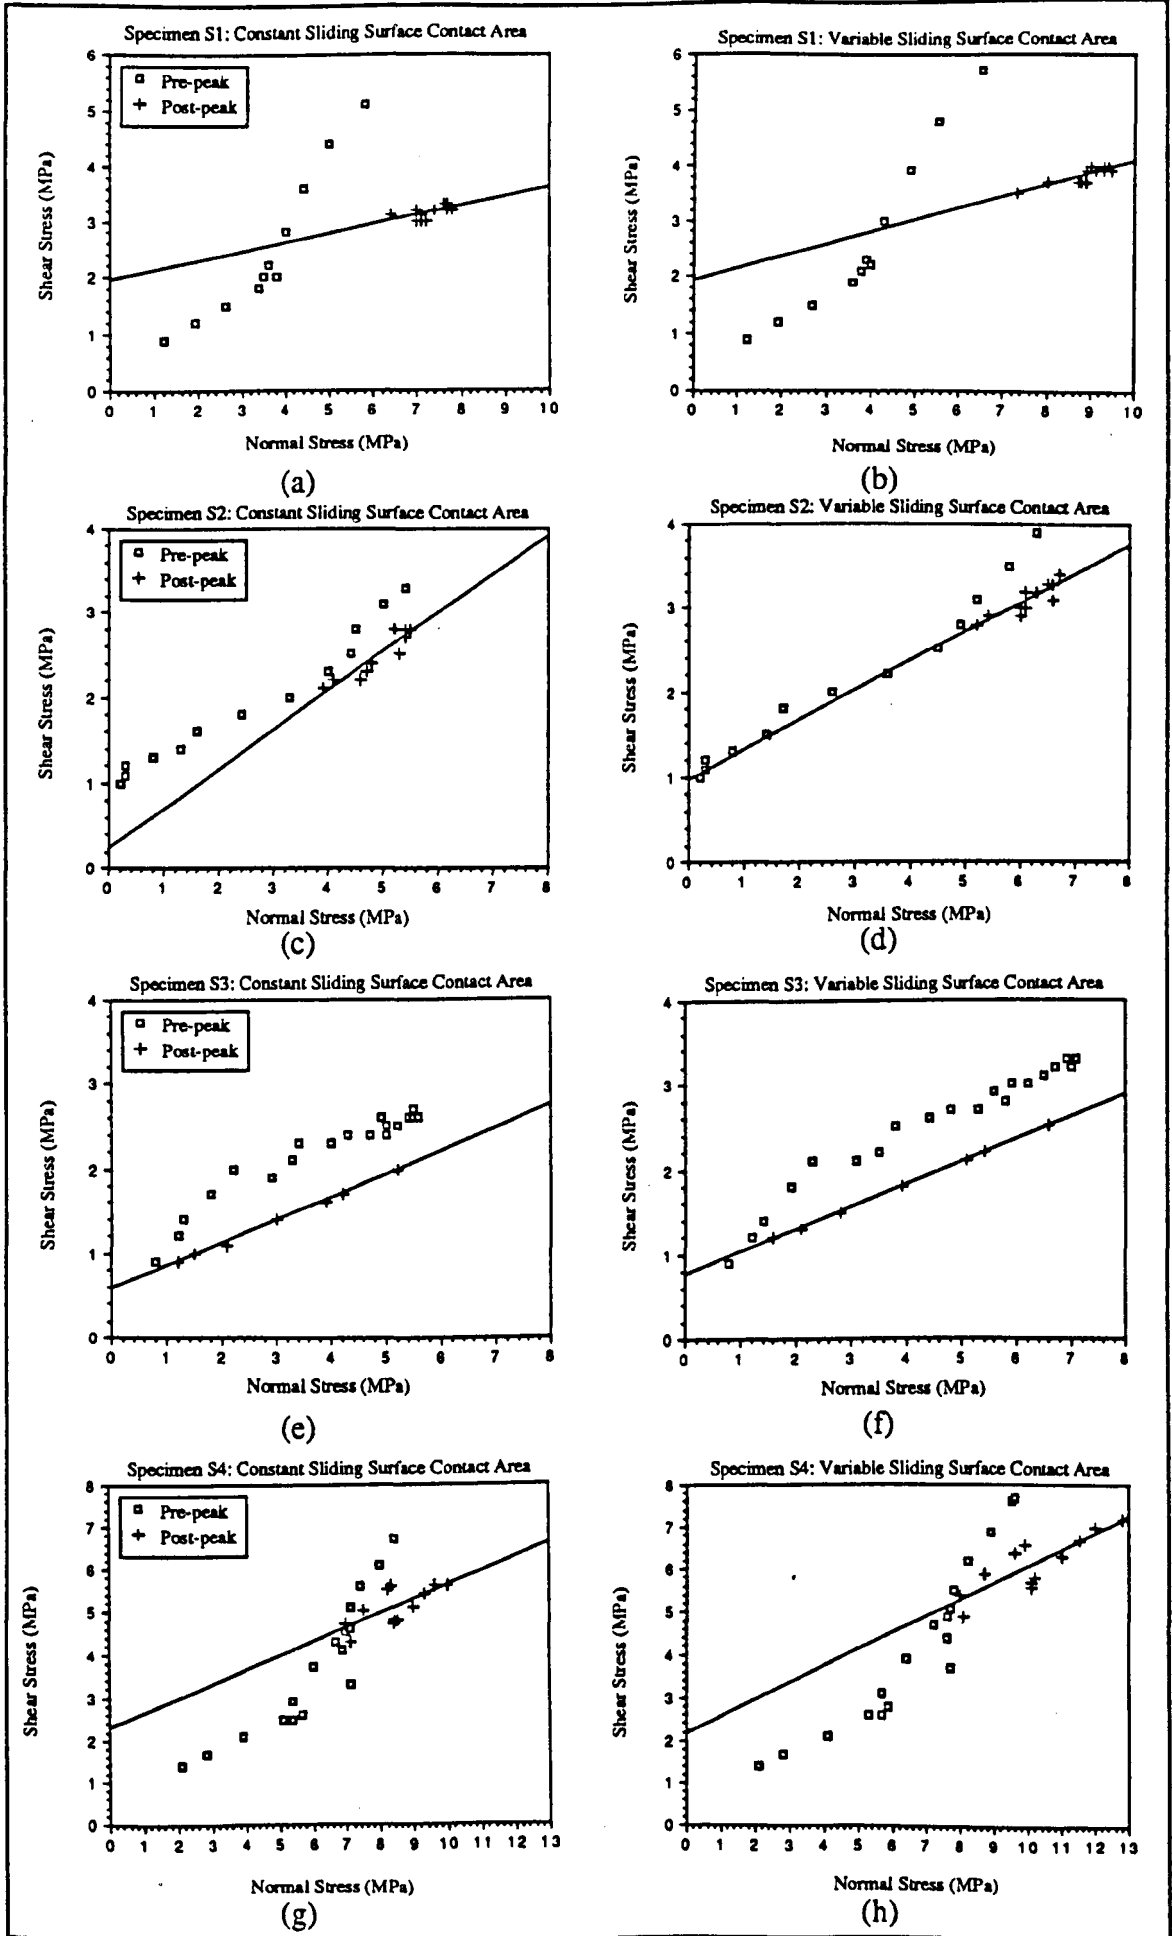 Specimen S1: Constant Sliding Surface Contact Area
6
5
4
3
2
1
0
Pre-peak
Post-peak
Shear Stress (MPa)
0 1 2 3 4 5 6 7 8 9 10
Normal Stress (MPa)
(a)
Specimen S1: Variable Sliding Surface Contact Area
6
5
4
3
2
1
0
Shear Stress (MPa)
0 1 2 3 4 5 6 7 8 9 10
Normal Stress (MPa)
(b)
Specimen S2: Constant Sliding Surface Contact Area
4
3
2
1
0
Pre-peak
Post-peak
Shear Stress (MPa)
0 1 2 3 4 5 6 7 8
Normal Stress (MPa)
(c)
Specimen S2: Variable Sliding Surface Contact Area
4
3
2
1
0
Shear Stress (MPa)
0 1 2 3 4 5 6 7 8
Normal Stress (MPa)
(d)
Specimen S3: Constant Sliding Surface Contact Area
4
3
2
1
0
Pre-peak
Post-peak
Shear Stress (MPa)
0 1 2 3 4 5 6 7 8
Normal Stress (MPa)
(e)
Specimen S3: Variable Sliding Surface Contact Area
4
3
2
1
0
Shear Stress (MPa)
0 1 2 3 4 5 6 7 8
Normal Stress (MPa)
(f)
Specimen S4: Constant Sliding Surface Contact Area
8
7
6
5
4
3
2
1
0
Pre-peak
Post-peak
Shear Stress (MPa)
0 1 2 3 4 5 6 7 8 9 10 11 12 13
Normal Stress (MPa)
(g)
Specimen S4: Variable Sliding Surface Contact Area
8
7
6
5
4
3
2
1
0
Shear Stress (MPa)
0 1 2 3 4 5 6 7 8 9 10 11 12 13
Normal Stress (MPa)
(h)